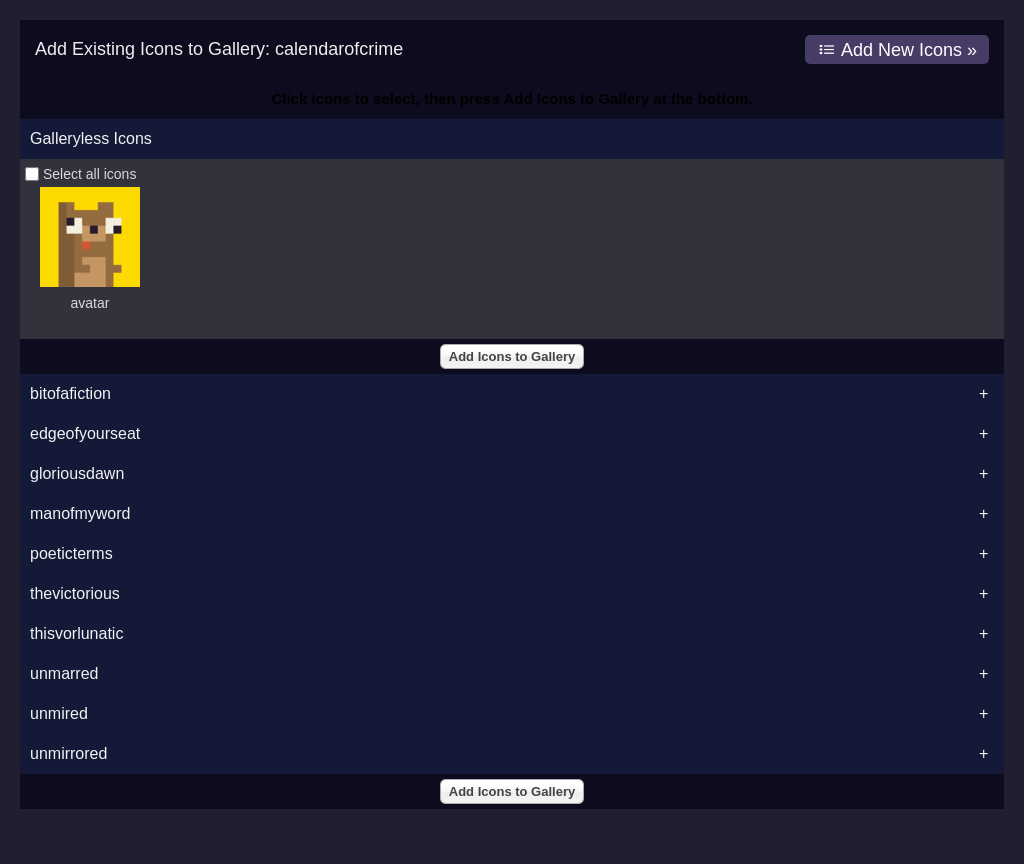 Add Existing Icons to Gallery: calendarofcrime
Add New Icons »
Click icons to select, then press Add Icons to Gallery at the bottom.
Galleryless Icons
Select all icons
avatar
Add Icons to Gallery
bitofafiction +
edgeofyourseat +
gloriousdawn +
manofmyword +
poeticterms +
thevictorious +
thisvorlunatic +
unmarred +
unmired +
unmirrored +
Add Icons to Gallery